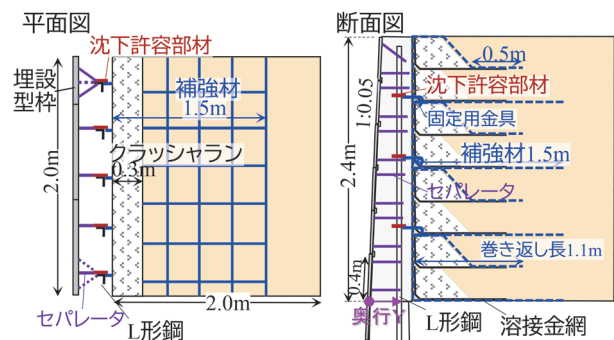 平面図
沈下許容部材
埋設
型枠
補強材
1.5m
クラッシャラン
0.3m
2.0m
セパレータ
L形鋼
2.0m
断面図
0.5m
沈下許容部材
1:0.05
固定用金具
2.4m
補強材1.5m
セパレータ
巻き返し長1.1m
0.4m
奥行Y
L形鋼
溶接金網